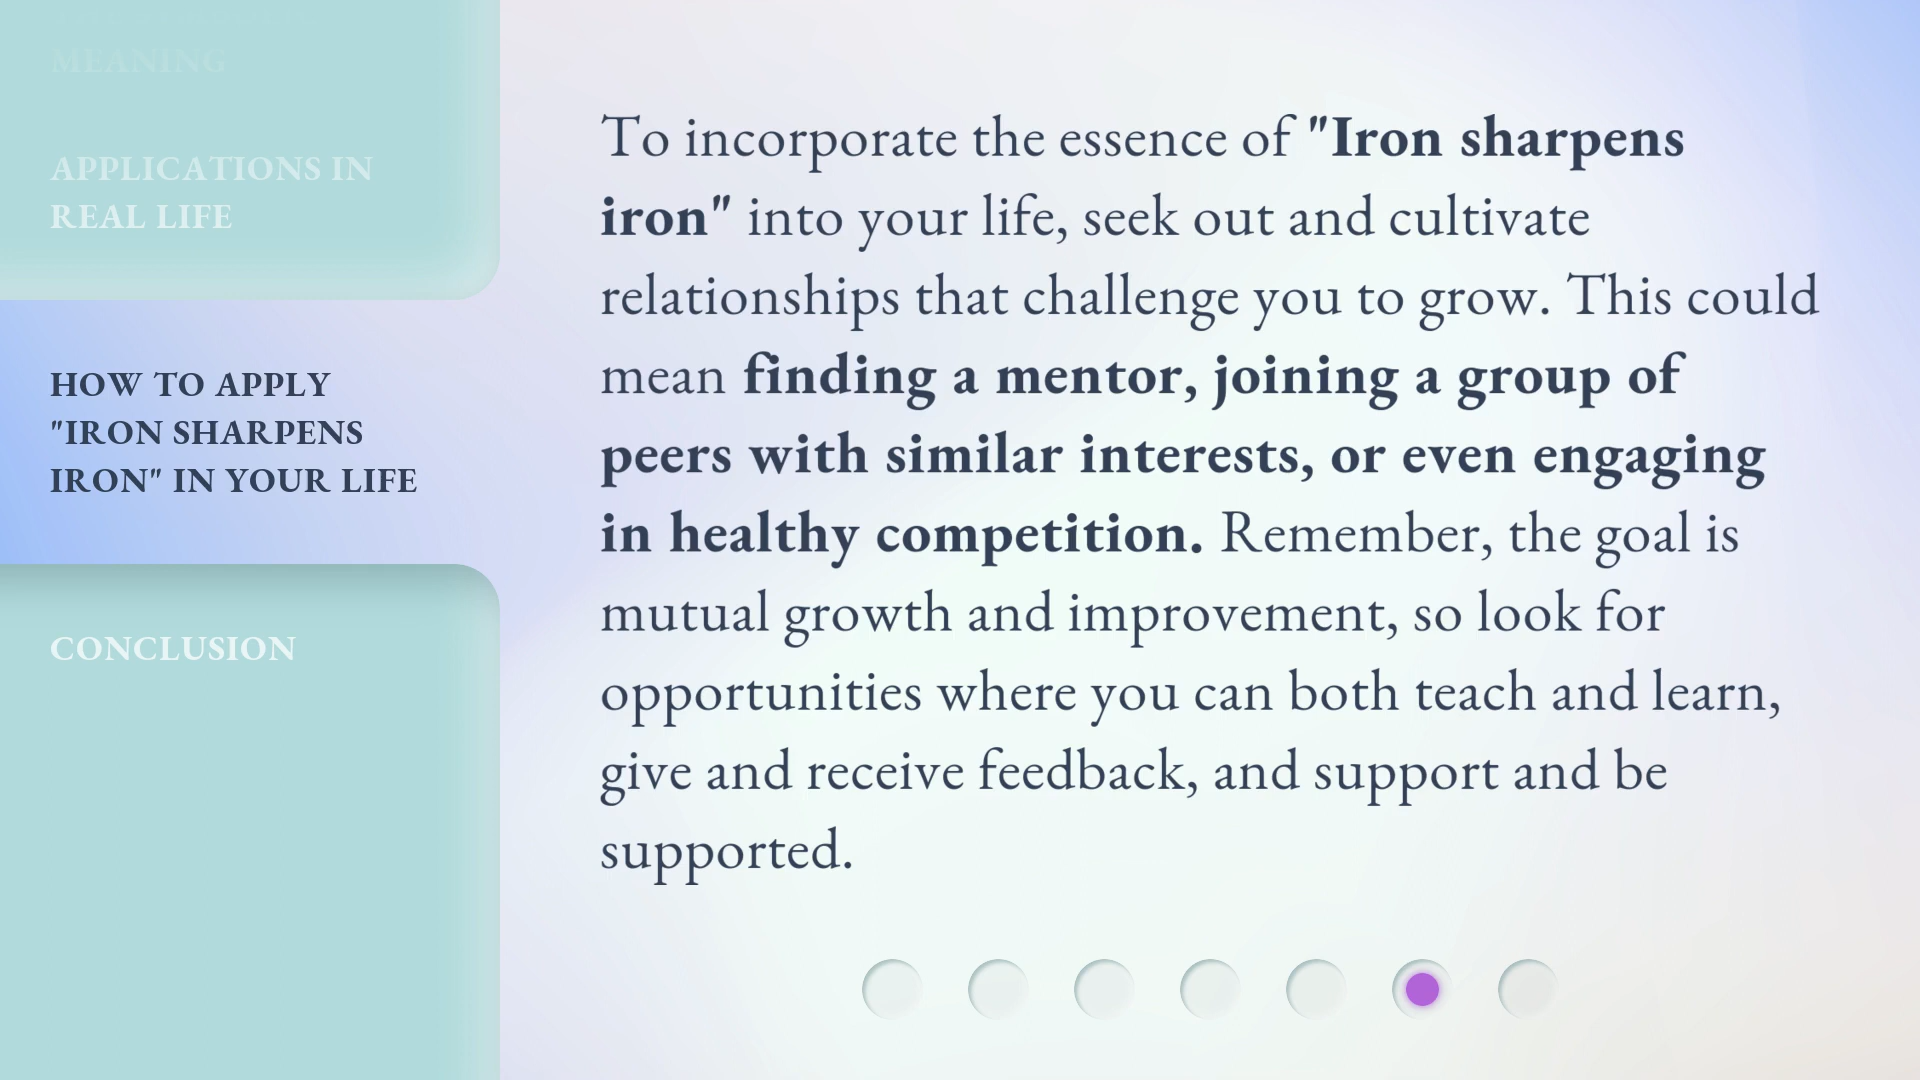 MEANING
APPLICATIONS IN
REAL LIFE
HOW TO APPLY
"IRON SHARPENS
IRON" IN YOUR LIFE
CONCLUSION
To incorporate the essence of "Iron sharpens
iron" into your life, seek out and cultivate
relationships that challenge you to grow. This could
mean finding a mentor, joining a group of
peers with similar interests, or even engaging
in healthy competition. Remember, the goal is
mutual growth and improvement, so look for
opportunities where you can both teach and learn,
give and receive feedback, and support and be
supported.